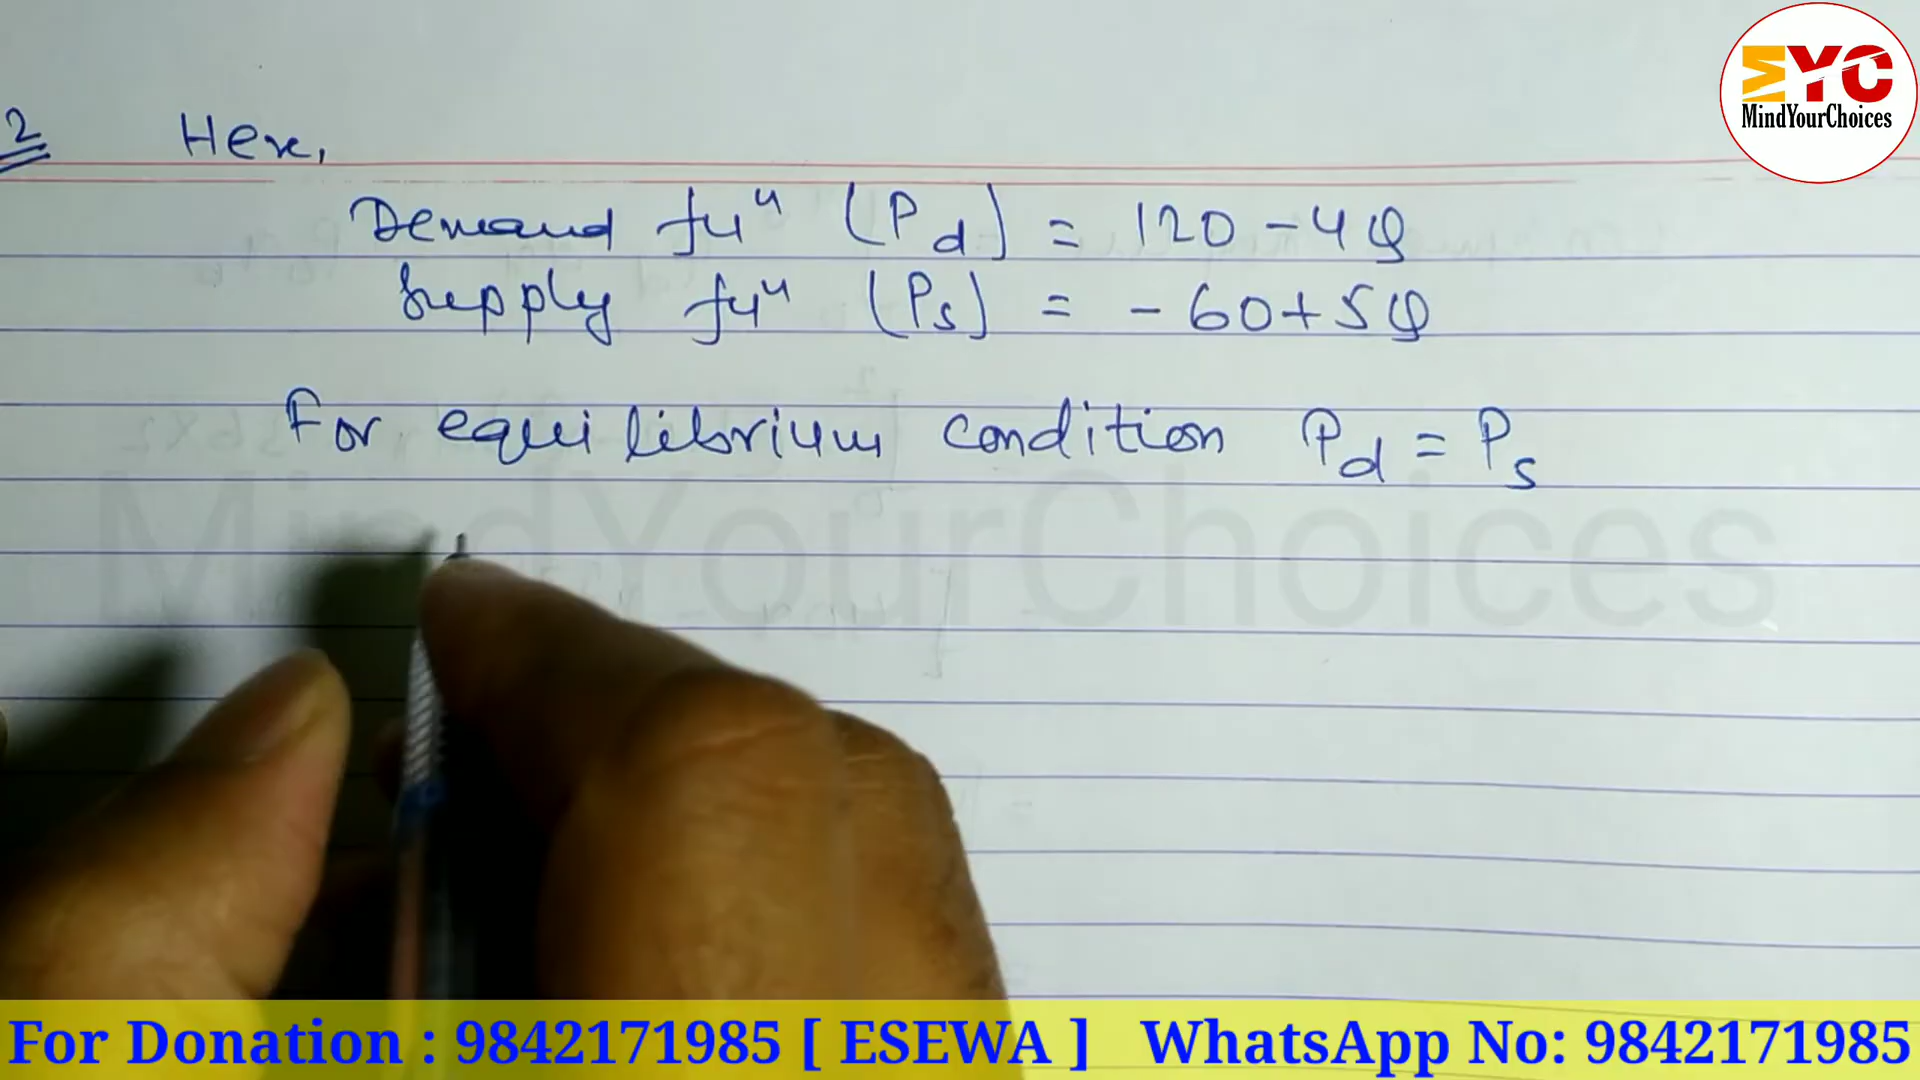 MYC
MindYourChoices
2 Here,
Demand fuⁿ (Pd) = 120 - 4Q
Supply fuⁿ (Ps) = - 60 + 5Q
For equilibrium condition Pd = Ps
MindYourChoices
For Donation : 9842171985 [ ESEWA ] WhatsApp No: 9842171985